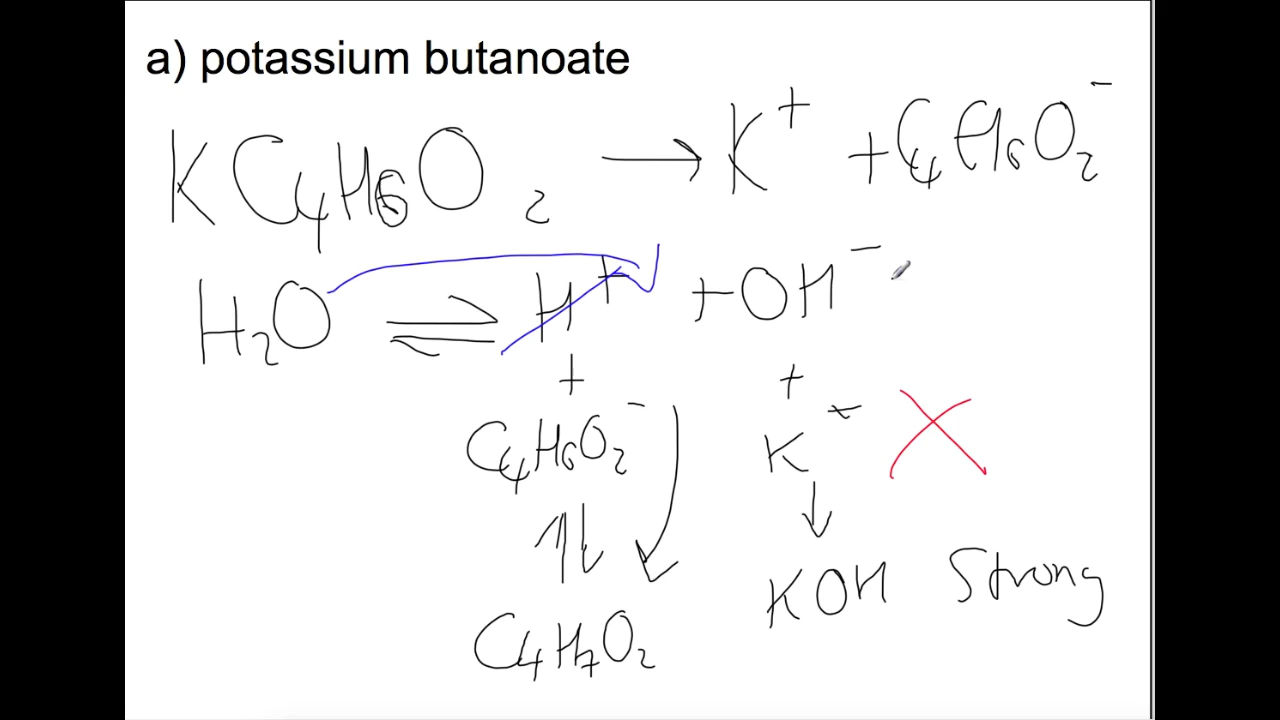 a) potassium butanoate
KC₄H₆O₂ → K⁺ + C₄H₆O₂⁻
H₂O ⇌ H⁺ + OH⁻
+ +
C₄H₆O₂⁻ K⁺
⇅ ↓
C₄H₇O₂ KOH Strong